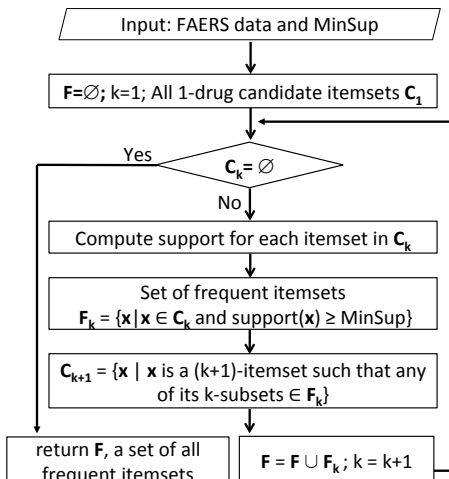 Input: FAERS data and MinSup
F=∅; k=1; All 1-drug candidate itemsets C₁
Yes
Cₖ= ∅
No
Compute support for each itemset in Cₖ
Set of frequent itemsets
Fₖ = {x|x ∈ Cₖ and support(x) ≥ MinSup}
Cₖ₊₁ = {x | x is a (k+1)-itemset such that any
of its k-subsets ∈ Fₖ}
return F, a set of all
frequent itemsets
F = F ∪ Fₖ ; k = k+1